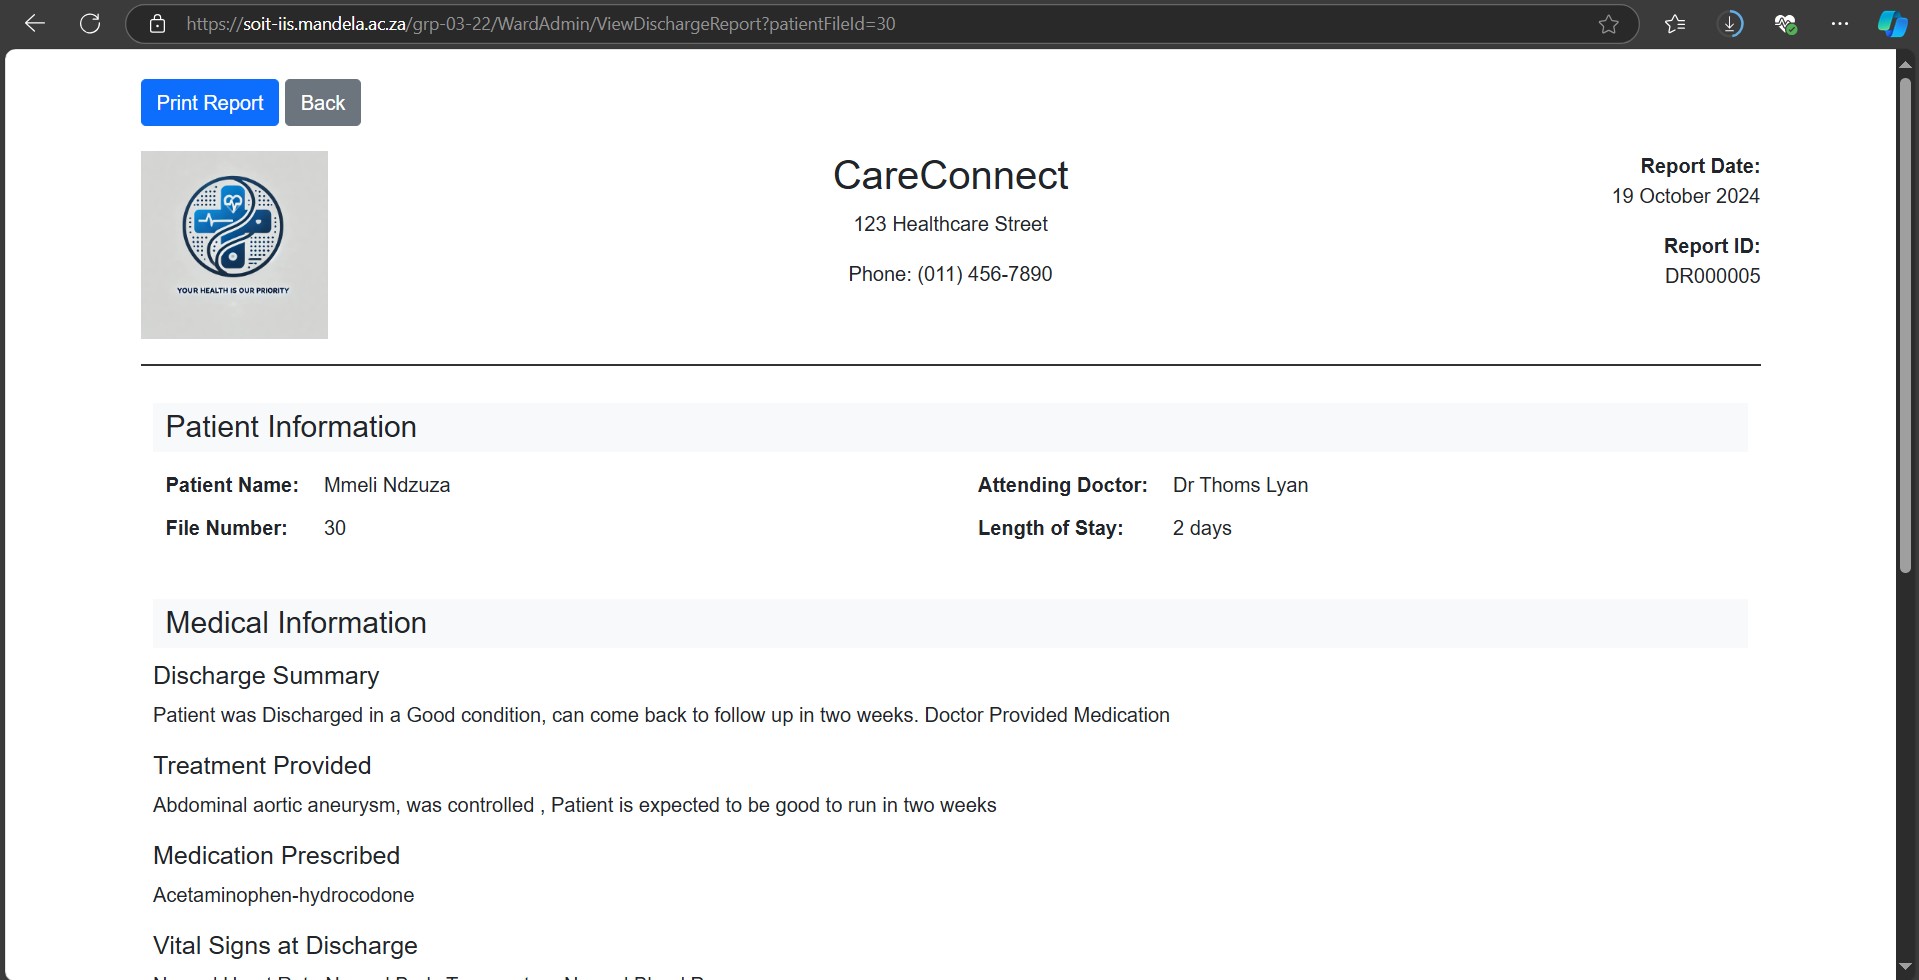 https://soit-iis.mandela.ac.za/grp-03-22/WardAdmin/ViewDischargeReport?patientFileId=30
Print Report
Back
YOUR HEALTH IS OUR PRIORITY
CareConnect
123 Healthcare Street
Phone: (011) 456-7890
Report Date:
19 October 2024
Report ID:
DR000005
Patient Information
Patient Name: Mmeli Ndzuza
Attending Doctor: Dr Thoms Lyan
File Number: 30
Length of Stay: 2 days
Medical Information
Discharge Summary
Patient was Discharged in a Good condition, can come back to follow up in two weeks. Doctor Provided Medication
Treatment Provided
Abdominal aortic aneurysm, was controlled , Patient is expected to be good to run in two weeks
Medication Prescribed
Acetaminophen-hydrocodone
Vital Signs at Discharge